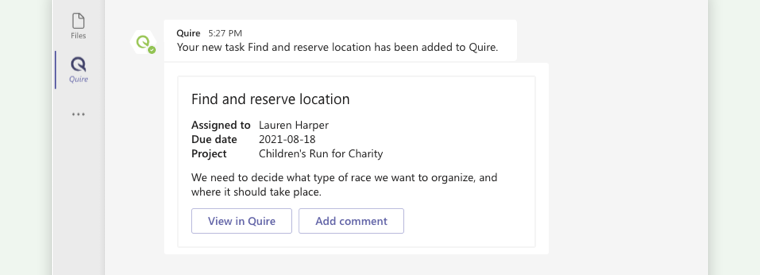 Files
Quire
...
Quire 5:27 PM
Your new task Find and reserve location has been added to Quire.
Find and reserve location
Assigned to Lauren Harper
Due date 2021-08-18
Project Children's Run for Charity
We need to decide what type of race we want to organize, and
where it should take place.
View in Quire Add comment